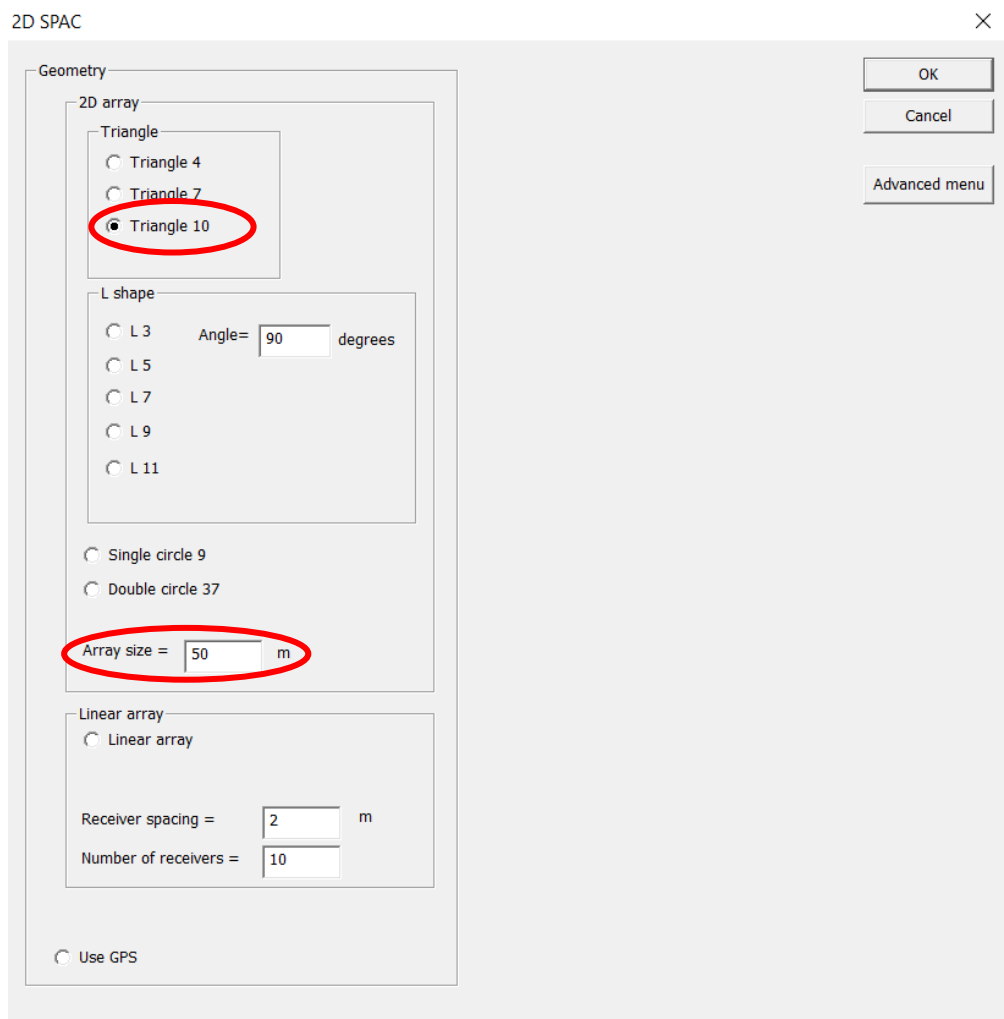 2D SPAC
Geometry
OK
2D array
Cancel
Triangle
Triangle 4
Advanced menu
Triangle 7
Triangle 10
L shape
L 3 Angle= 90 degrees
L 5
L 7
L 9
L 11
Single circle 9
Double circle 37
Array size = 50 m
Linear array
Linear array
Receiver spacing = 2 m
Number of receivers = 10
Use GPS